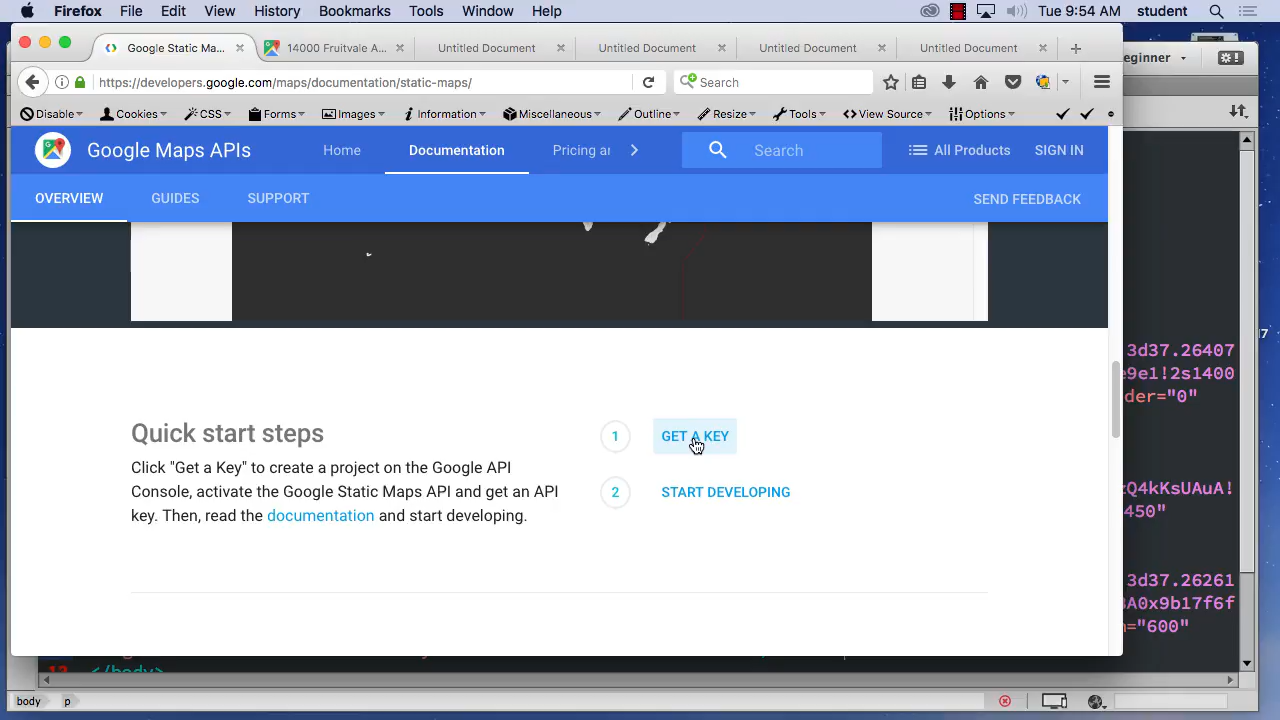 Firefox File Edit View History Bookmarks Tools Window Help Tue 9:54 AM student
Google Static Ma... 14000 Fruitvale A... Untitled Document Untitled Document Untitled Document
https://developers.google.com/maps/documentation/static-maps/ Search
Disable Cookies CSS Forms Images Information Miscellaneous Outline Resize Tools View Source Options
eginner
Google Maps APIs Home Documentation Pricing ar Search All Products SIGN IN
OVERVIEW GUIDES SUPPORT SEND FEEDBACK
Quick start steps
Click "Get a Key" to create a project on the Google API
Console, activate the Google Static Maps API and get an API
key. Then, read the documentation and start developing.
1 GET A KEY
2 START DEVELOPING
3d37.26407
e9e1!2s1400
der="0"
zQ4kKsUAuA!
450"
3d37.26261
BA0x9b17f6f
="600"
13 </body>
body p